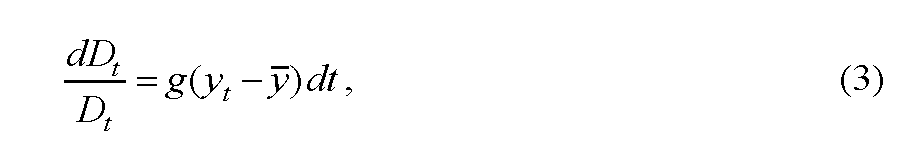 dD_t / D_t = g(y_t − ȳ) dt , (3)